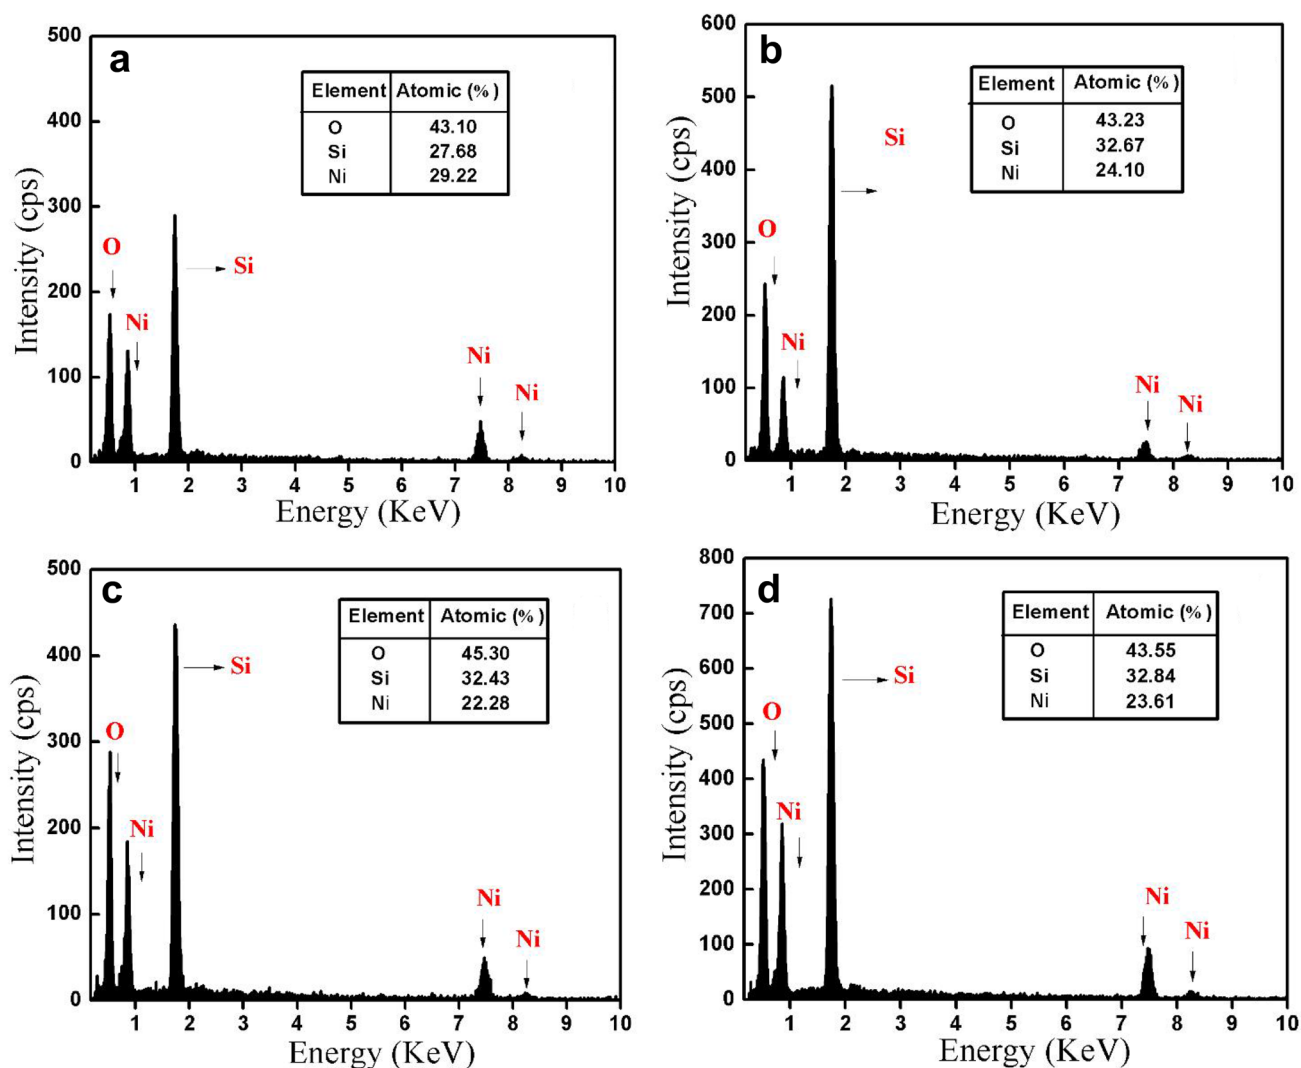 a
500
400
300
200
100
0
Intensity (cps)
Element Atomic (%)
O 43.10
Si 27.68
Ni 29.22
O
Ni
Si
Ni
Ni
1 2 3 4 5 6 7 8 9 10
Energy (KeV)
b
600
500
400
300
200
100
0
Intensity (cps)
Element Atomic (%)
O 43.23
Si 32.67
Ni 24.10
Si
O
Ni
Ni
Ni
1 2 3 4 5 6 7 8 9 10
Energy (KeV)
c
500
400
300
200
100
0
Intensity (cps)
Element Atomic (%)
O 45.30
Si 32.43
Ni 22.28
Si
O
Ni
Ni
Ni
1 2 3 4 5 6 7 8 9 10
Energy (KeV)
d
800
700
600
500
400
300
200
100
0
Intensity (cps)
Element Atomic (%)
O 43.55
Si 32.84
Ni 23.61
Si
O
Ni
Ni
Ni
1 2 3 4 5 6 7 8 9 10
Energy (KeV)